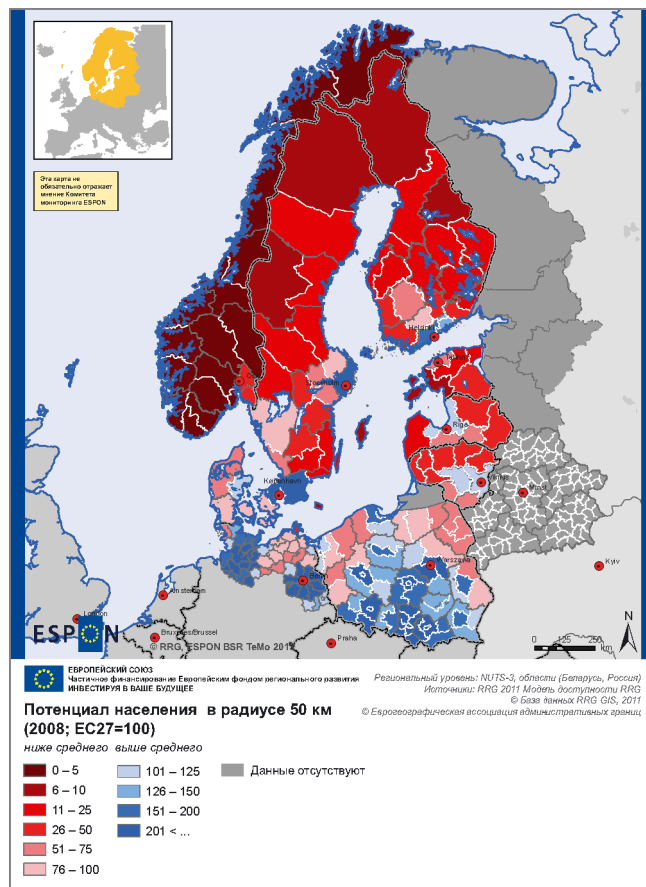 Эта карта не
обязательно отражает
мнение Комитета
мониторинга ESPON
Helsinki
Tallinn
Stockholm
Riga
København
Vilnius
Minsk
Amsterdam
Berlin
Warszawa
Kyiv
London
Bruxelles/Brussel
Praha
N
ESPON
© RRG, ESPON BSR TeMo 2012
0 125 250
km
ЕВРОПЕЙСКИЙ СОЮЗ
Частичное финансирование Европейским фондом регионального развития
ИНВЕСТИРУЯ В ВАШЕ БУДУЩЕЕ
Региональный уровень: NUTS-3, области (Беларусь, Россия)
Источники: RRG 2011 Модель доступности RRG
© База данных RRG GIS, 2011
© Еврогеографическая ассоциация административных границ
Потенциал населения в радиусе 50 км
(2008; ЕС27=100)
ниже среднего выше среднего
0 – 5
6 – 10
11 – 25
26 – 50
51 – 75
76 – 100
101 – 125
126 – 150
151 – 200
201 < ...
Данные отсутствуют